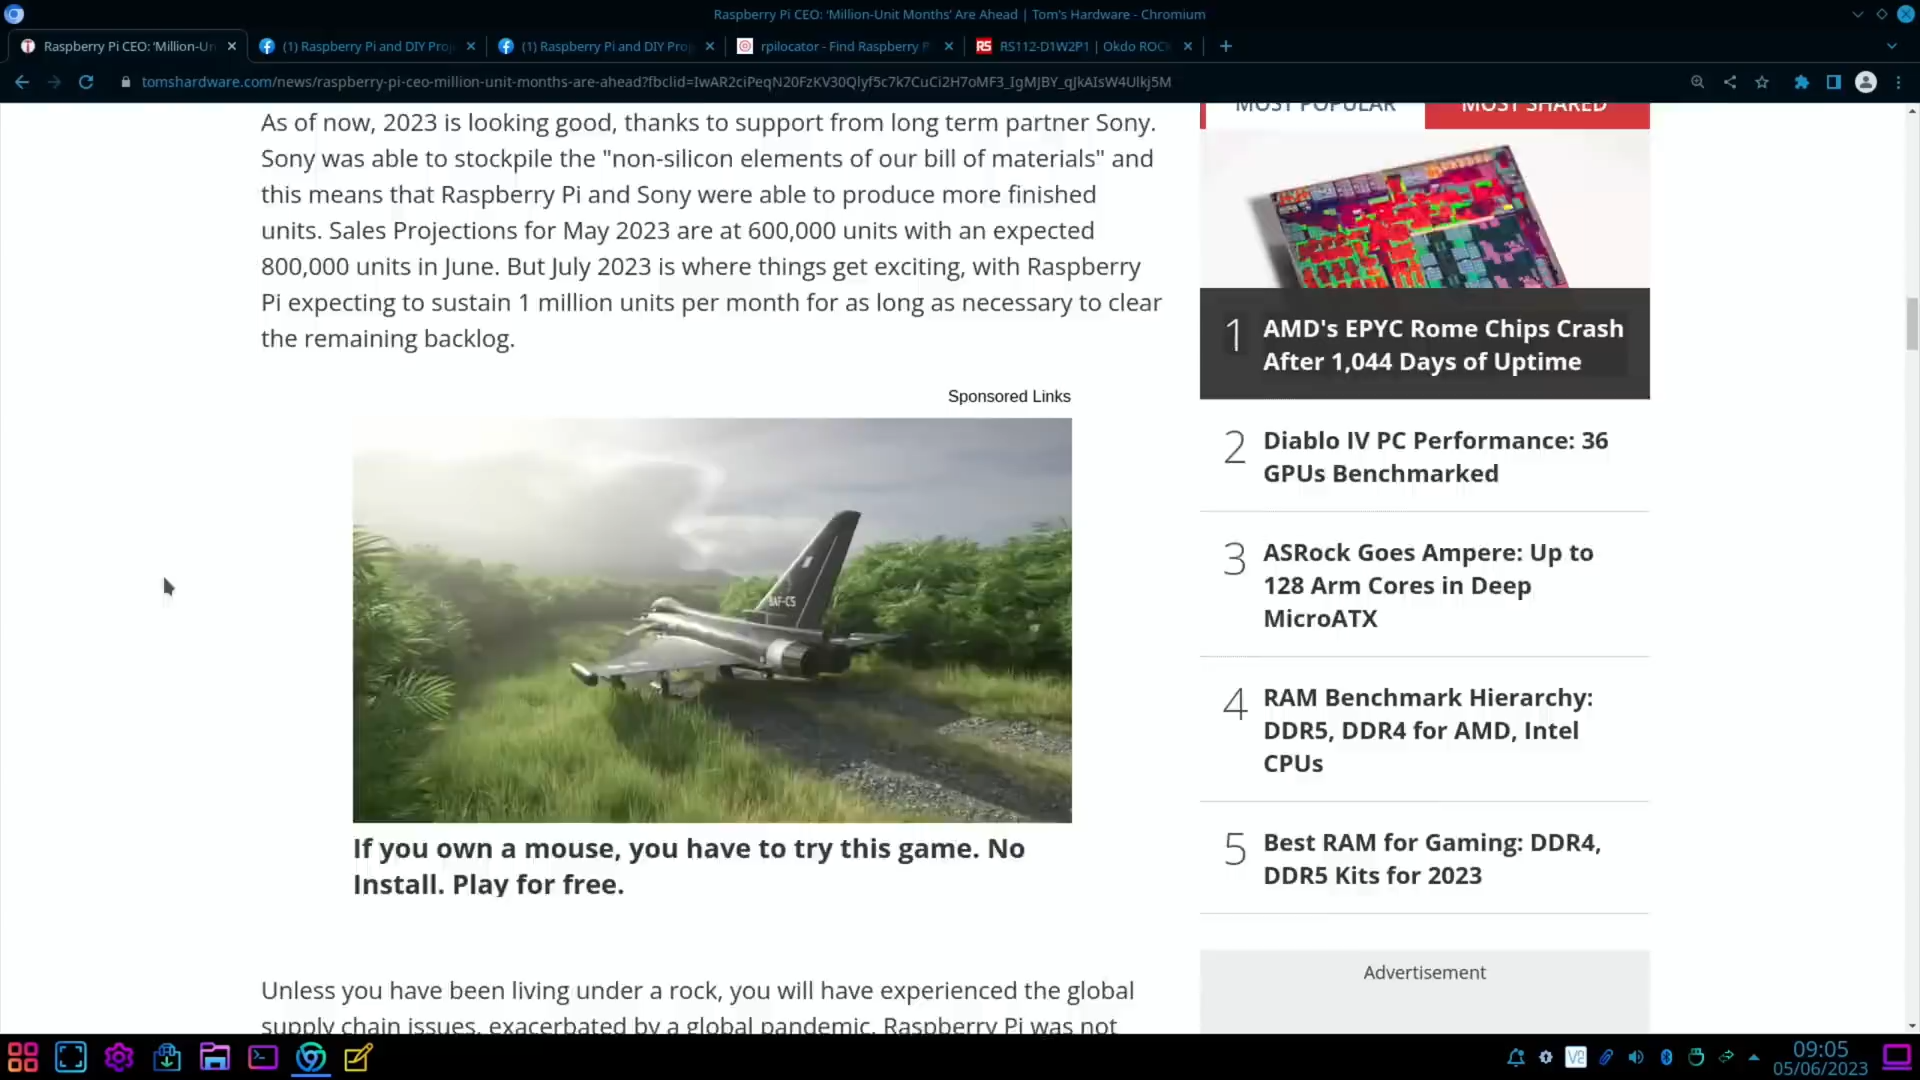 Raspberry Pi CEO: 'Million-Unit Months' Are Ahead | Tom's Hardware - Chromium
Raspberry Pi CEO: 'Million-Un
(1) Raspberry Pi and DIY Proj
(1) Raspberry Pi and DIY Proj
rpilocator - Find Raspberry P
RS RS112-D1W2P1 | Okdo ROCK
tomshardware.com/news/raspberry-pi-ceo-million-unit-months-are-ahead?fbclid=IwAR2ciPeqN20FzKV30Qlyf5c7k7CuCi2H7oMF3_IgMJBY_qJkAIsW4Ulkj5M
As of now, 2023 is looking good, thanks to support from long term partner Sony.
Sony was able to stockpile the "non-silicon elements of our bill of materials" and
this means that Raspberry Pi and Sony were able to produce more finished
units. Sales Projections for May 2023 are at 600,000 units with an expected
800,000 units in June. But July 2023 is where things get exciting, with Raspberry
Pi expecting to sustain 1 million units per month for as long as necessary to clear
the remaining backlog.
Sponsored Links
If you own a mouse, you have to try this game. No
Install. Play for free.
Unless you have been living under a rock, you will have experienced the global
supply chain issues, exacerbated by a global pandemic. Raspberry Pi was not
MOST POPULAR
MOST SHARED
1 AMD's EPYC Rome Chips Crash
After 1,044 Days of Uptime
2 Diablo IV PC Performance: 36
GPUs Benchmarked
3 ASRock Goes Ampere: Up to
128 Arm Cores in Deep
MicroATX
4 RAM Benchmark Hierarchy:
DDR5, DDR4 for AMD, Intel
CPUs
5 Best RAM for Gaming: DDR4,
DDR5 Kits for 2023
Advertisement
09:05
05/06/2023